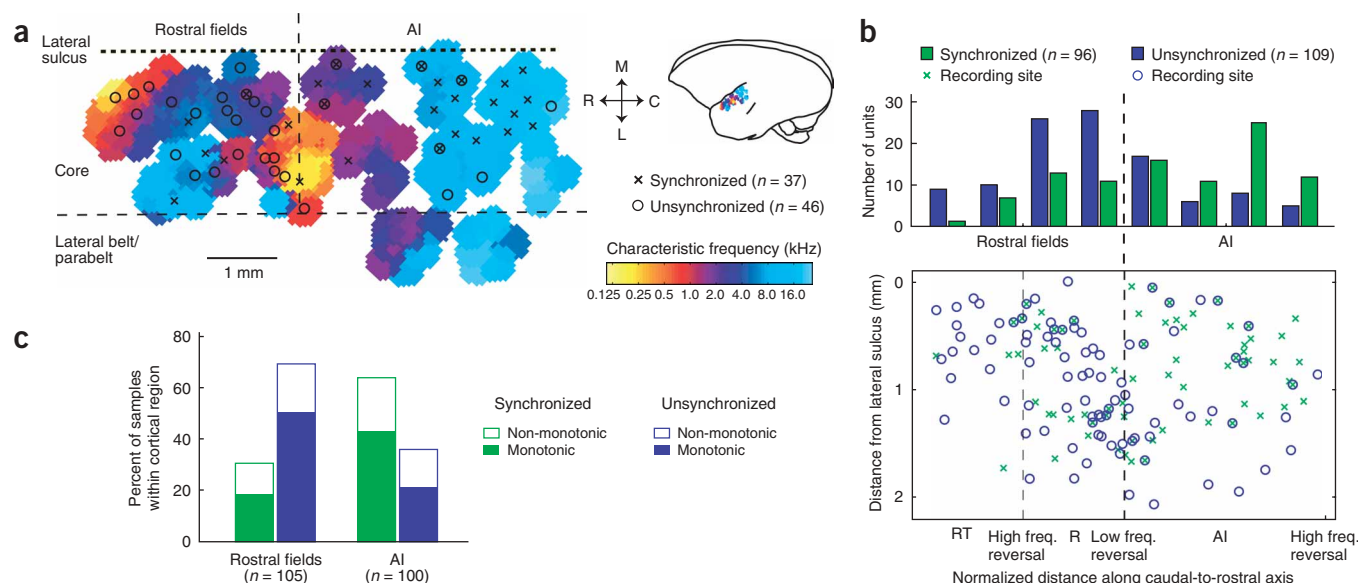 a
Rostral fields
AI
Lateral
sulcus
Core
Lateral belt/
parabelt
1 mm
M
R
C
L
× Synchronized (n = 37)
○ Unsynchronized (n = 46)
Characteristic frequency (kHz)
0.125 0.25 0.5 1.0 2.0 4.0 8.0 16.0
b
Synchronized (n = 96)
Unsynchronized (n = 109)
× Recording site
○ Recording site
Number of units
30
20
10
0
Rostral fields
AI
Distance from lateral sulcus (mm)
0
1
2
RT
High freq.
reversal
R
Low freq.
reversal
AI
High freq.
reversal
Normalized distance along caudal-to-rostral axis
c
Percent of samples
within cortical region
80
60
40
20
0
Rostral fields
(n = 105)
AI
(n = 100)
Synchronized
Non-monotonic
Monotonic
Unsynchronized
Non-monotonic
Monotonic